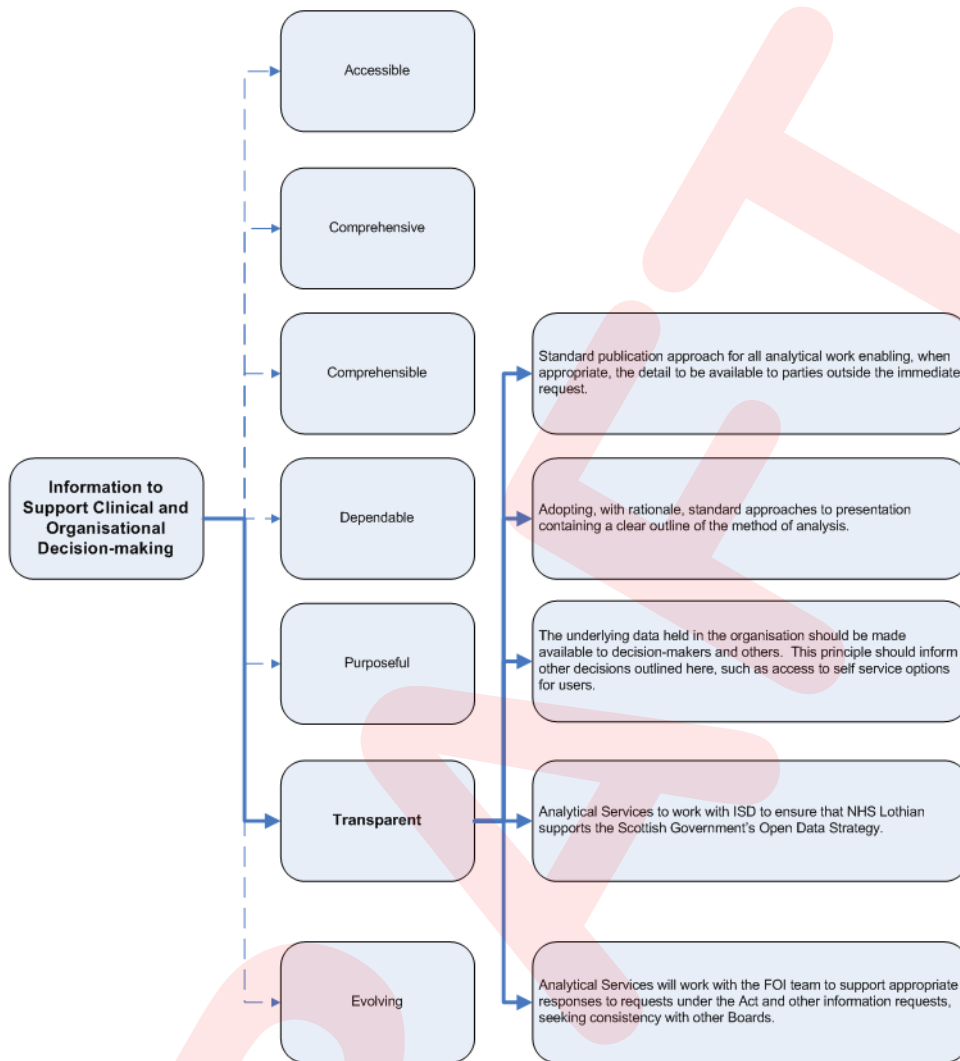 Accessible
Comprehensive
Comprehensible
Information to
Support Clinical and
Organisational
Decision-making
Dependable
Purposeful
Transparent
Evolving
Standard publication approach for all analytical work enabling, when
appropriate, the detail to be available to parties outside the immediate
request.
Adopting, with rationale, standard approaches to presentation
containing a clear outline of the method of analysis.
The underlying data held in the organisation should be made
available to decision-makers and others.  This principle should inform
other decisions outlined here, such as access to self service options
for users.
Analytical Services to work with ISD to ensure that NHS Lothian
supports the Scottish Government's Open Data Strategy.
Analytical Services will work with the FOI team to support appropriate
responses to requests under the Act and other information requests,
seeking consistency with other Boards.